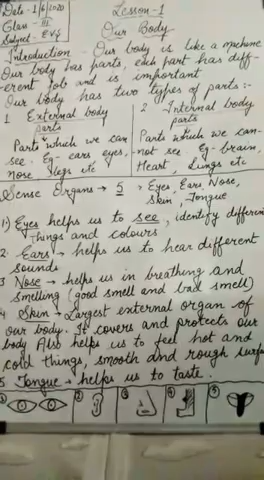 Date - 1/6/2020
Lesson - 1
Class - III
Subject - E.V.S
Our Body
Introduction - Our body is like a machine
Our body has parts, each part has diff-
erent job and is important
Our body has two types of parts :-
1 External body parts
Parts which we can
see. Eg - ears eyes,
nose legs etc
2 Internal body parts
Parts which we can-
not see Eg - brain,
Heart, Lungs etc
Sense Organs → 5 : Eyes, Ears, Nose,
Skin, Tongue
1) Eyes helps us to see, identify different
things and colours
2. Ears → helps us to hear different
sounds
3 Nose → helps us in breathing and
smelling (good smell and bad smell)
4 Skin → Largest external organ of
our body. It covers and protects our
body Also helps us to feel hot and
cold things, smooth and rough
5 Tongue → helps us to taste.
1 2 3 4 5